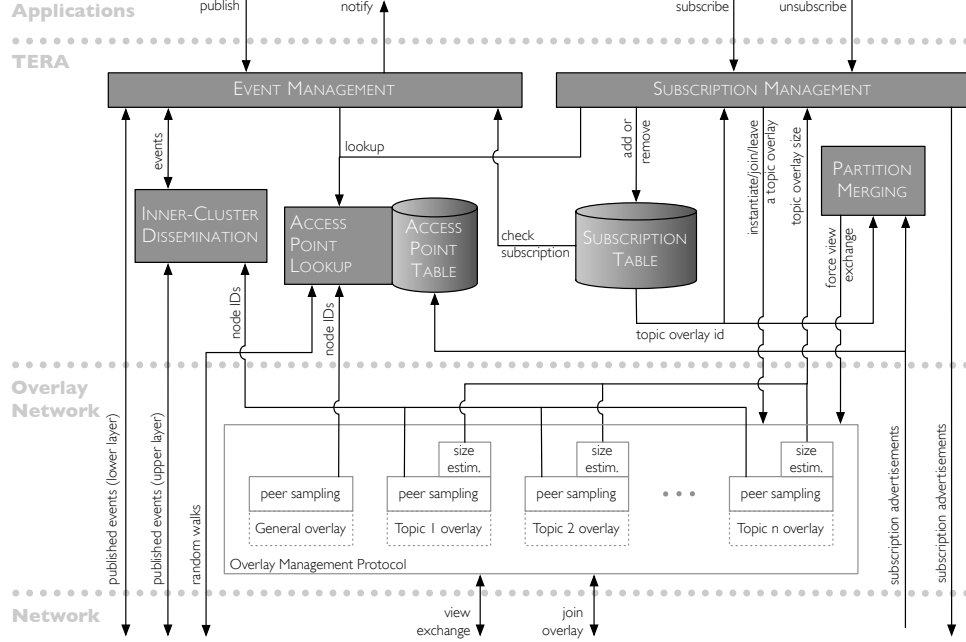 Applications
publish
notify
subscribe
unsubscribe
TERA
EVENT MANAGEMENT
SUBSCRIPTION MANAGEMENT
events
lookup
add or
remove
instantiate/join/leave
a topic overlay
topic overlay size
PARTITION
MERGING
INNER-CLUSTER
DISSEMINATION
ACCESS
POINT
LOOKUP
ACCESS
POINT
TABLE
check
subscription
SUBSCRIPTION
TABLE
force view
exchange
node IDs
node IDs
topic overlay id
Overlay
Network
published events (lower layer)
published events (upper layer)
random walks
size
estim.
size
estim.
size
estim.
peer sampling
peer sampling
peer sampling
peer sampling
General overlay
Topic 1 overlay
Topic 2 overlay
Topic n overlay
Overlay Management Protocol
subscription advertisements
subscription advertisements
Network
view
exchange
join
overlay